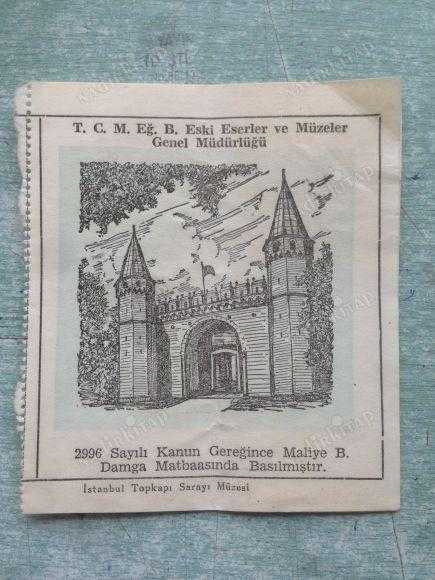 T. C. M. Eğ. B. Eski Eserler ve Müzeler
Genel Müdürlüğü
2996 Sayılı Kanun Gereğince Maliye B.
Damga Matbaasında Basılmıştır.
İstanbul Topkapı Sarayı Müzesi